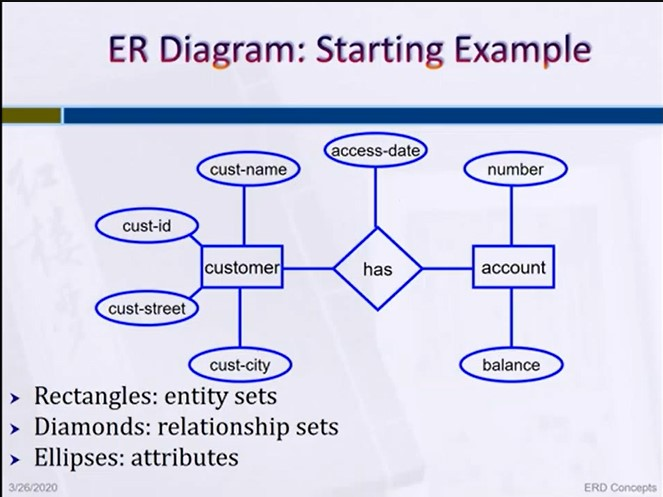 ER Diagram: Starting Example
access-date
cust-name
number
cust-id
customer
has
account
cust-street
cust-city
balance
Rectangles: entity sets
Diamonds: relationship sets
Ellipses: attributes
3/26/2020
ERD Concepts